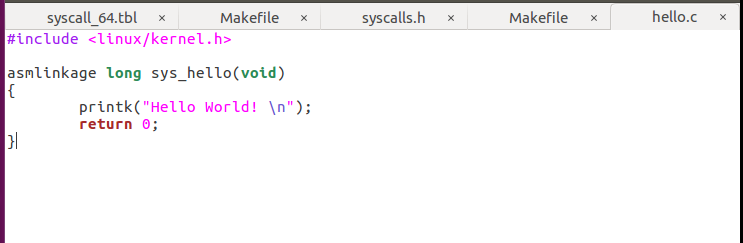 syscall_64.tbl × Makefile × syscalls.h × Makefile × hello.c ×
#include <linux/kernel.h>
asmlinkage long sys_hello(void)
{
        printk("Hello World! \n");
        return 0;
}